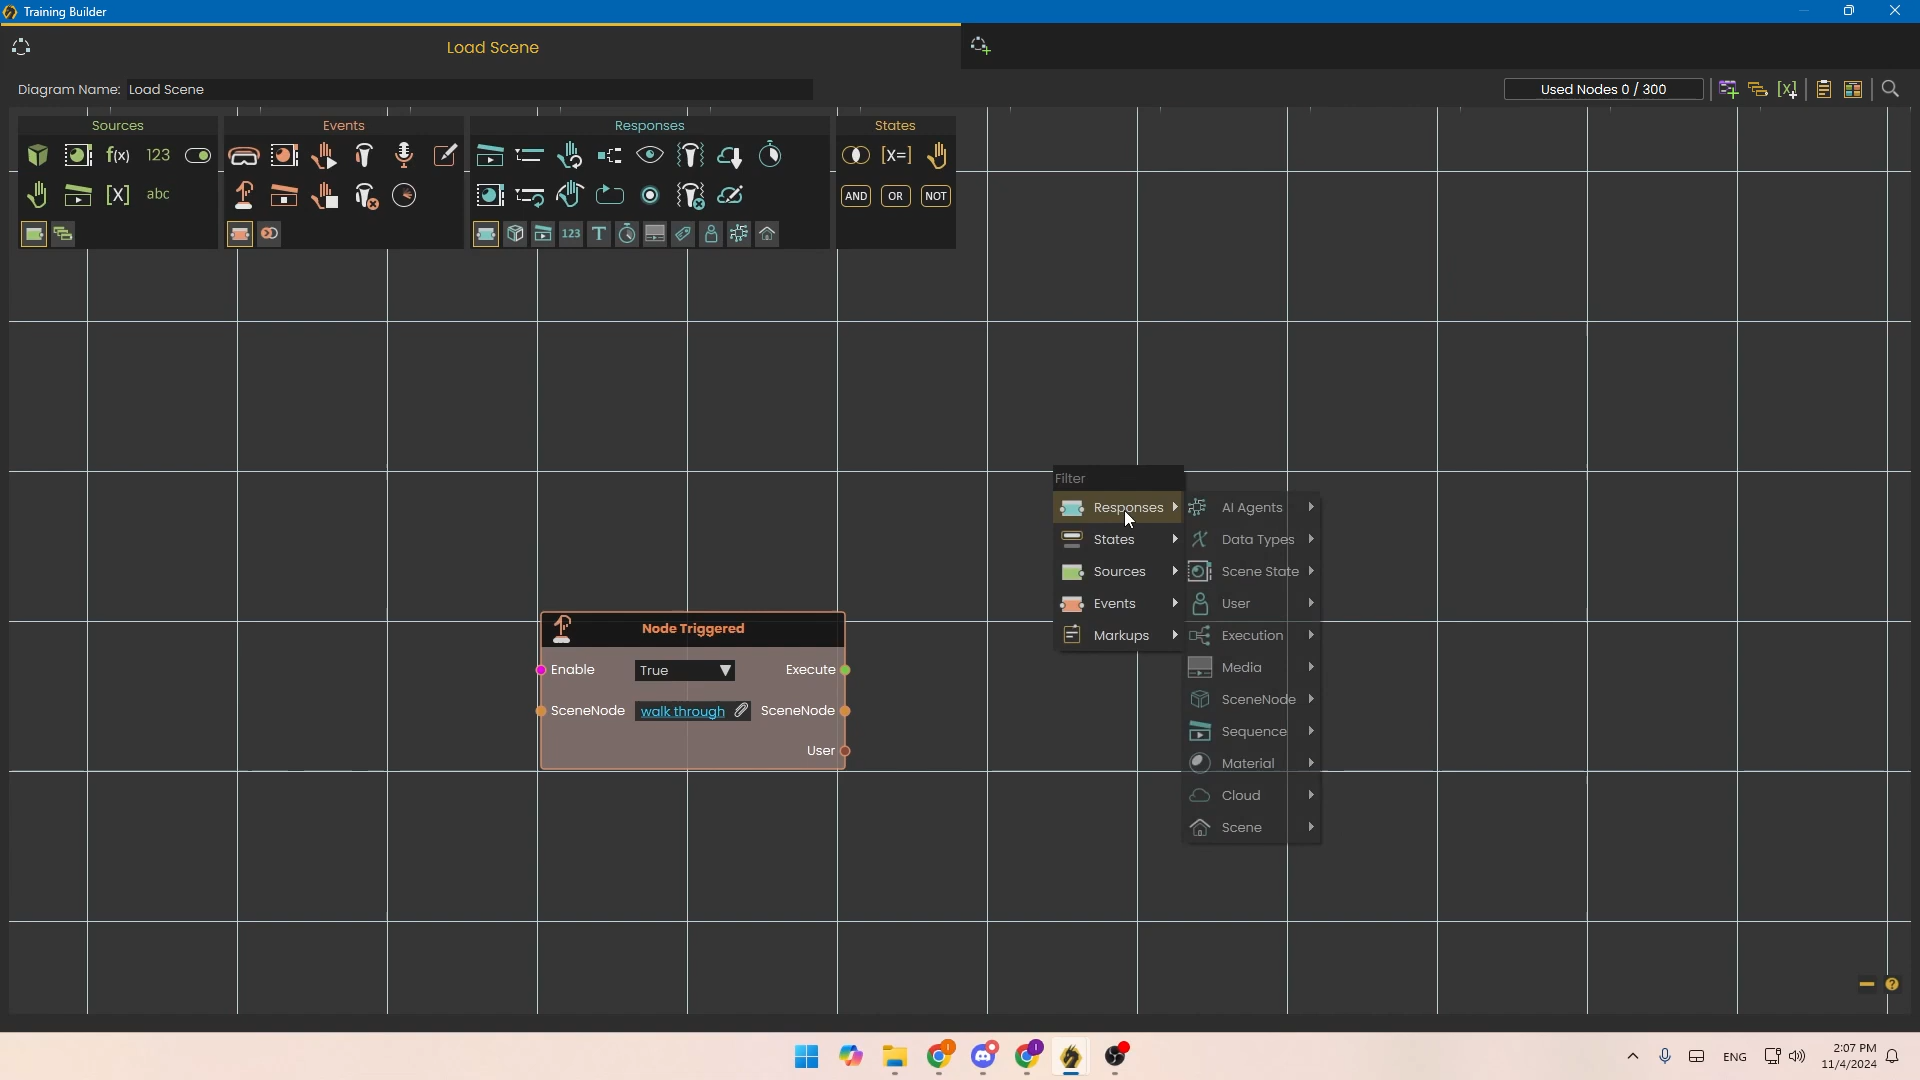 Training Builder
Load Scene
Diagram Name: Load Scene
Used Nodes 0 / 300
Sources
Events
Responses
States
f(x)
123
[X=]
[X]
abc
AND
OR
NOT
123
T
Filter
Responses
States
Sources
Events
Markups
AI Agents
Data Types
Scene State
User
Execution
Media
SceneNode
Sequence
Material
Cloud
Scene
Node Triggered
Enable True Execute
SceneNode walk through SceneNode
User
ENG
2:07 PM
11/4/2024